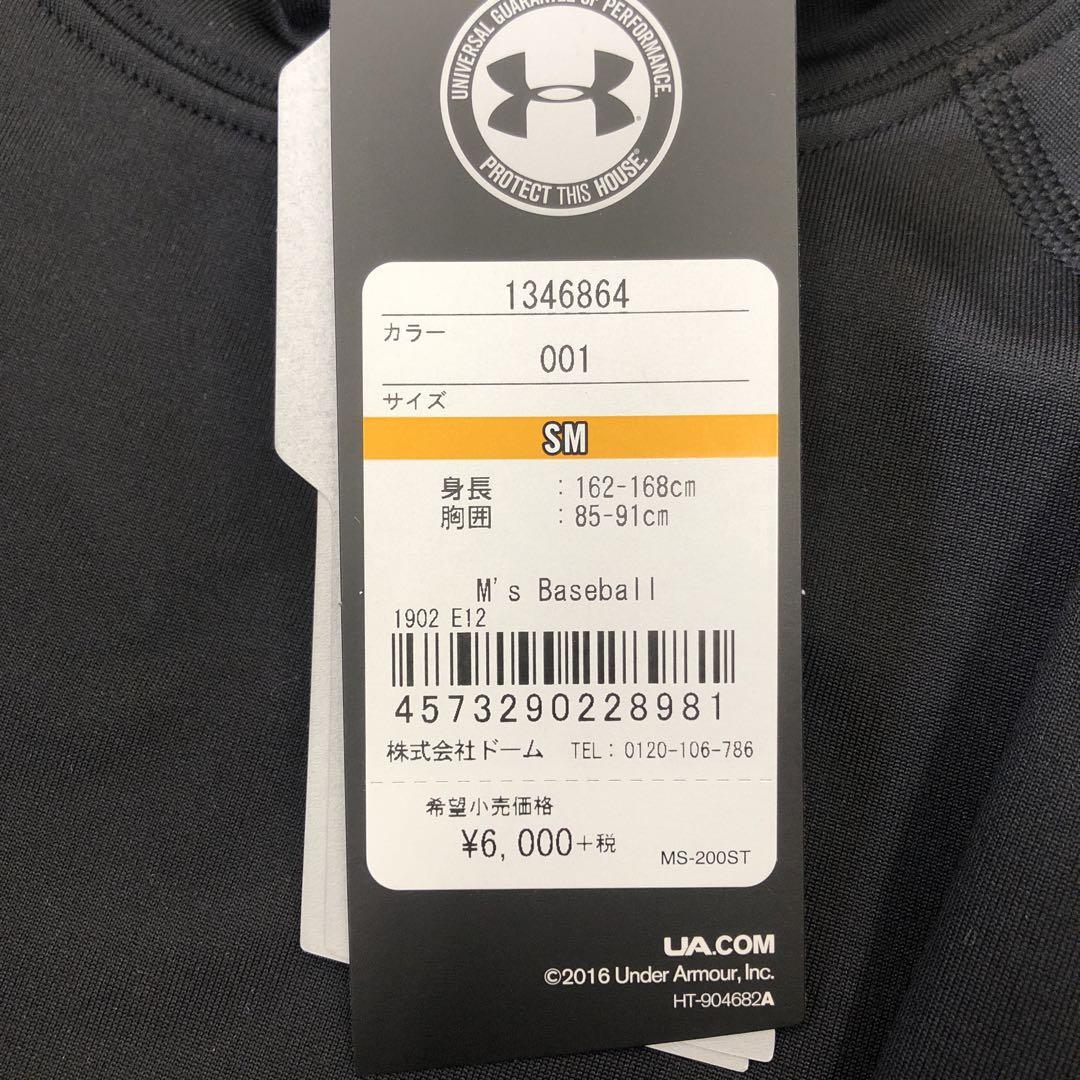 UNIVERSAL GUARANTEE OF PERFORMANCE.
PROTECT THIS HOUSE.®
1346864
カラー
001
サイズ
SM
身長 : 162-168cm
胸囲 : 85-91cm
M's Baseball
1902 E12
4573290228981
株式会社ドーム TEL: 0120-106-786
希望小売価格
¥6,000+税
MS-200ST
UA.COM
©2016 Under Armour, Inc.
HT-904682A